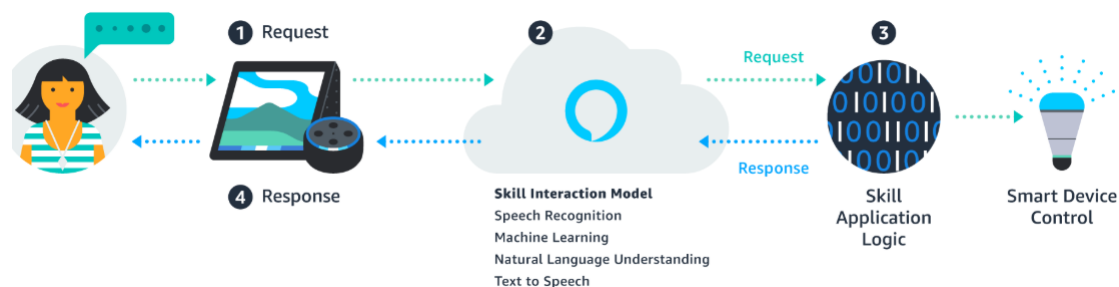 1 Request
2
3
Request
Response
4 Response
Skill Interaction Model
Speech Recognition
Machine Learning
Natural Language Understanding
Text to Speech
Skill
Application
Logic
Smart Device
Control